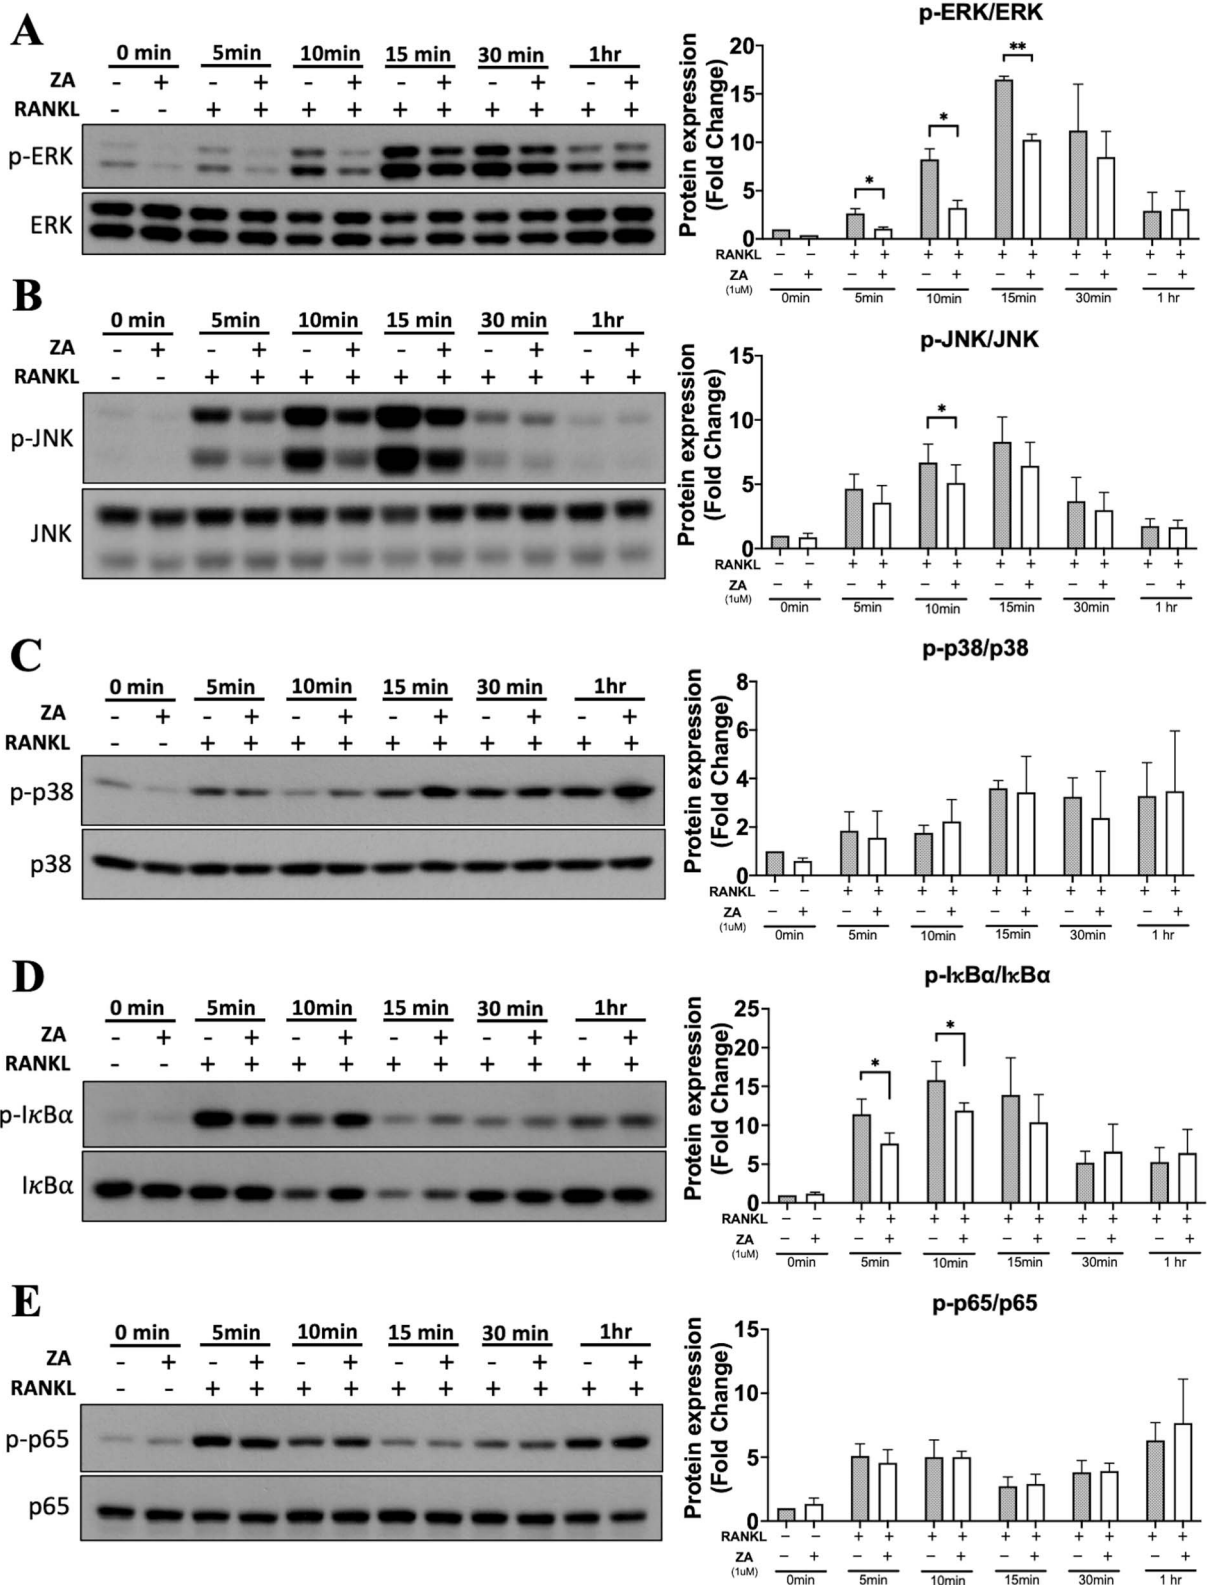 A
0 min 5min 10min 15 min 30 min 1hr
ZA - + - + - + - + - + - +
RANKL - - + + + + + + + + + +
p-ERK
ERK
p-ERK/ERK
Protein expression
(Fold Change)
20
15
10
5
0
**
*
*
RANKL − − + + + + + + + + + +
ZA − + − + − + − + − + − +
(1uM)
0min 5min 10min 15min 30min 1 hr
B
0 min 5min 10min 15 min 30 min 1hr
ZA - + - + - + - + - + - +
RANKL - - + + + + + + + + + +
p-JNK
JNK
p-JNK/JNK
Protein expression
(Fold Change)
15
10
5
0
*
RANKL − − + + + + + + + + + +
ZA − + − + − + − + − + − +
(1uM)
0min 5min 10min 15min 30min 1 hr
C
0 min 5min 10min 15 min 30 min 1hr
ZA - + - + - + - + - + - +
RANKL - - + + + + + + + + + +
p-p38
p38
p-p38/p38
Protein expression
(Fold Change)
8
6
4
2
0
RANKL − − + + + + + + + + + +
ZA − + − + − + − + − + − +
(1uM)
0min 5min 10min 15min 30min 1 hr
D
0 min 5min 10min 15 min 30 min 1hr
ZA - + - + - + - + - + - +
RANKL - - + + + + + + + + + +
p-IκBα
IκBα
p-IκBα/IκBα
Protein expression
(Fold Change)
25
20
15
10
5
0
*
*
RANKL − − + + + + + + + + + +
ZA − + − + − + − + − + − +
(1uM)
0min 5min 10min 15min 30min 1 hr
E
0 min 5min 10min 15 min 30 min 1hr
ZA - + - + - + - + - + - +
RANKL - - + + + + + + + + + +
p-p65
p65
p-p65/p65
Protein expression
(Fold Change)
15
10
5
0
RANKL − − + + + + + + + + + +
ZA − + − + − + − + − + − +
(1uM)
0min 5min 10min 15min 30min 1 hr